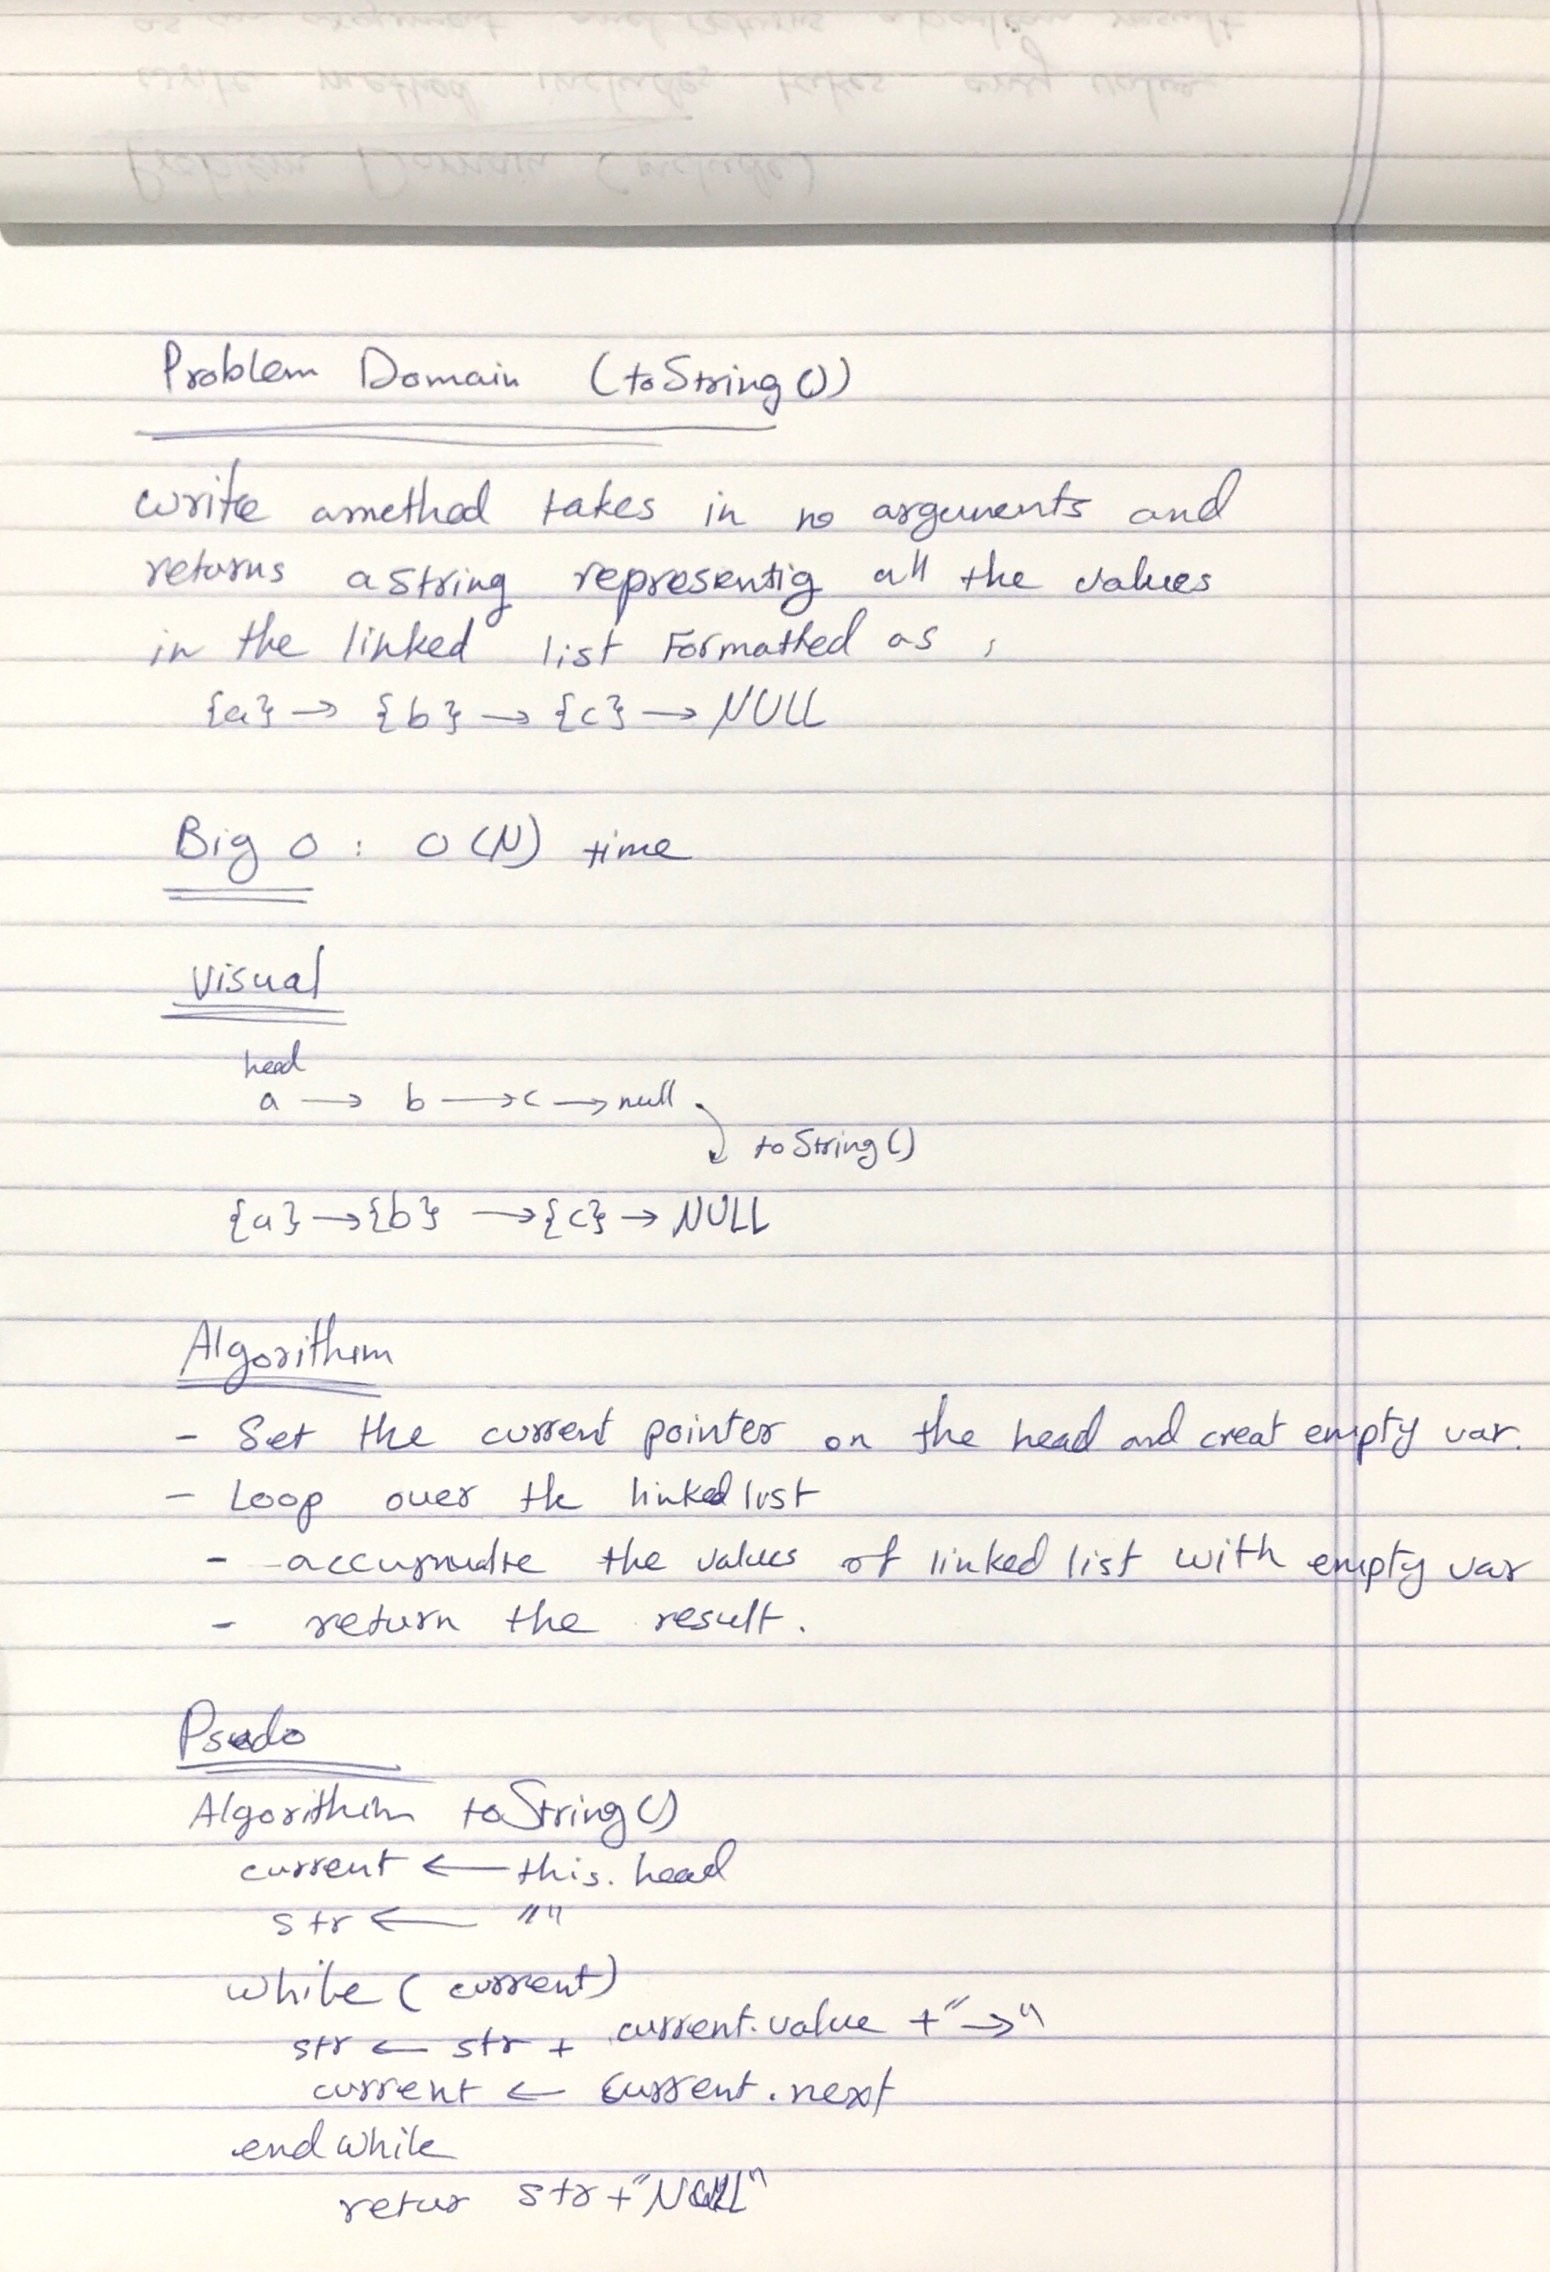 Problem Domain (toString())
write amethod takes in no arguments and
returns a string representig all the values
in the linked list Formatted as ,
{a} → {b} → {c} → NULL
Big O : O(N) time
Visual
head
a → b → c → null
toString()
{a} → {b} → {c} → NULL
Algorithm
- Set the current pointer on the head and creat empty var.
- Loop over the linked list
- the values of linked list with empty var
- return the result.
Psudo
Algorithm toString()
current ← this.head
str ← ""
while (current)
str ← str + current.value + "→"
current ← current.next
end while
retur str + "NULL"